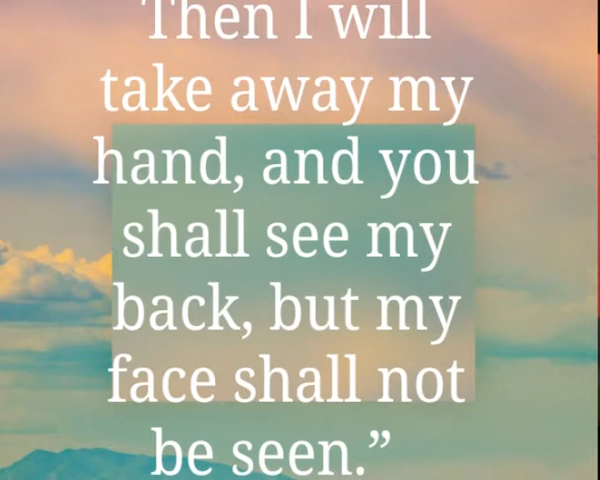 Then I will
take away my
hand, and you
shall see my
back, but my
face shall not
be seen.”